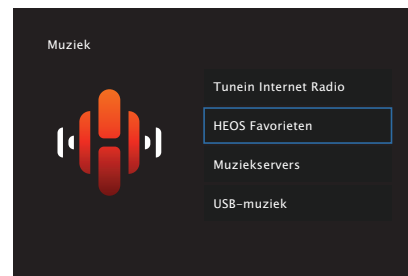 Muziek
Tunein Internet Radio
HEOS Favorieten
Muziekservers
USB-muziek